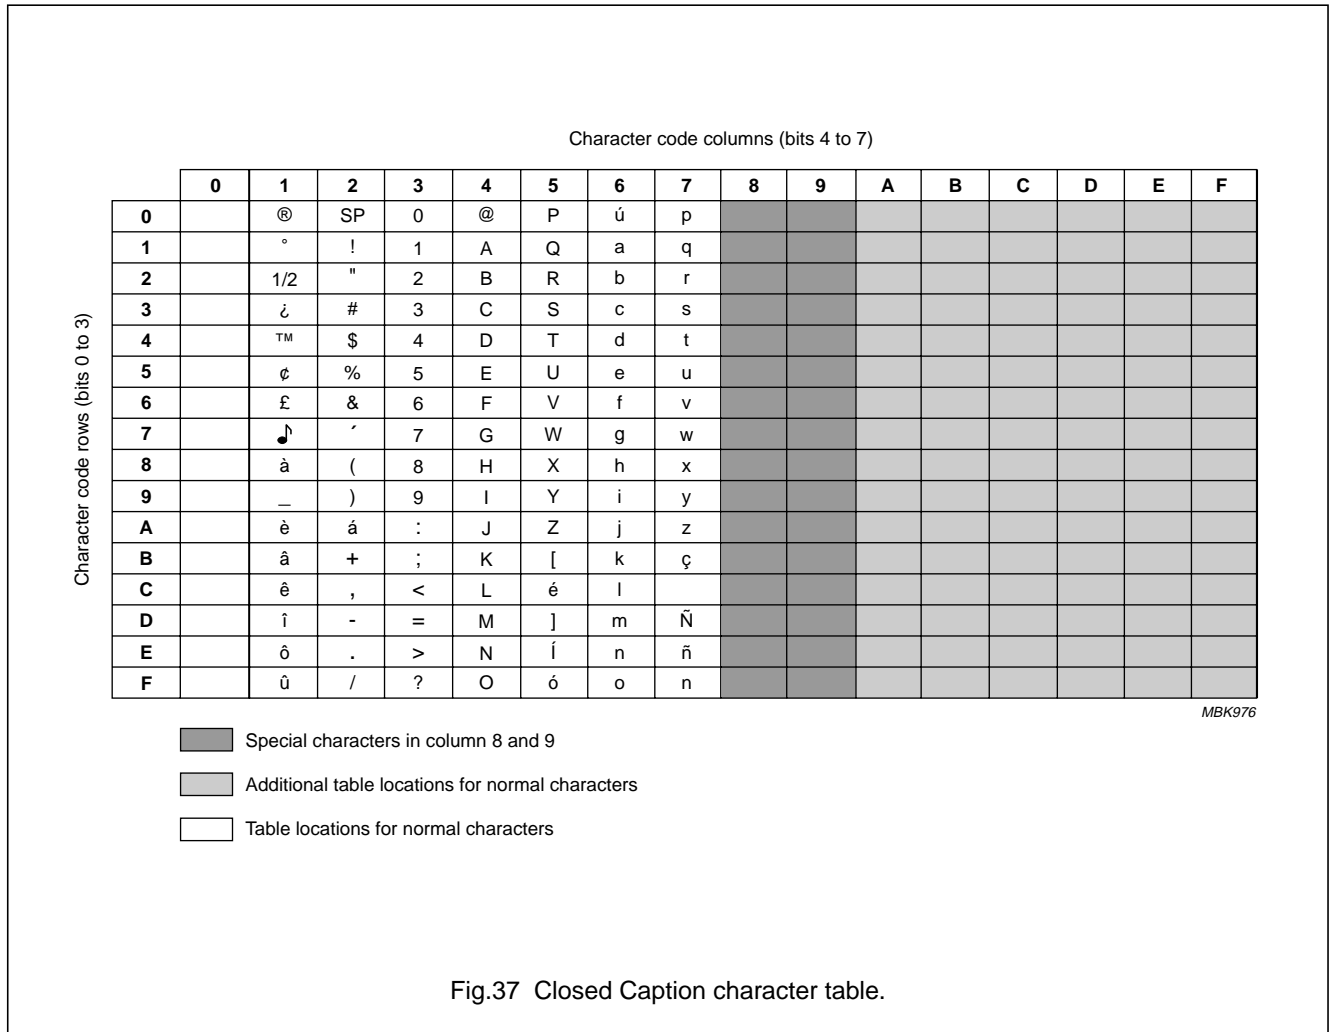 Character code columns (bits 4 to 7)
0 1 2 3 4 5 6 7 8 9 A B C D E F
Character code rows (bits 0 to 3)
0 ® SP 0 @ P ú p
1 ° ! 1 A Q a q
2 1/2 " 2 B R b r
3 ¿ # 3 C S c s
4 ™ $ 4 D T d t
5 ¢ % 5 E U e u
6 £ & 6 F V f v
7 ♪ ´ 7 G W g w
8 à ( 8 H X h x
9 _ ) 9 I Y i y
A è á : J Z j z
B â + ; K [ k ç
C ê , < L é l
D î - = M ] m Ñ
E ô . > N Í n ñ
F û / ? O ó o n
MBK976
Special characters in column 8 and 9
Additional table locations for normal characters
Table locations for normal characters
Fig.37 Closed Caption character table.